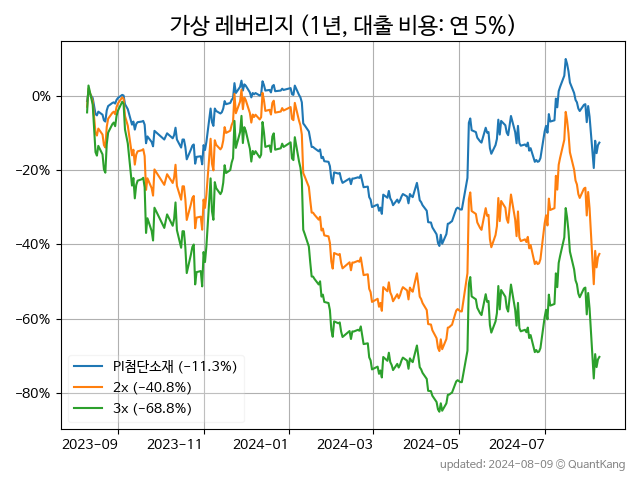 가상 레버리지 (1년, 대출 비용: 연 5%)
0%
−20%
−40%
−60%
−80%
PI첨단소재 (−11.3%)
2x (−40.8%)
3x (−68.8%)
2023-09 2023-11 2024-01 2024-03 2024-05 2024-07
updated: 2024-08-09 © QuantKang